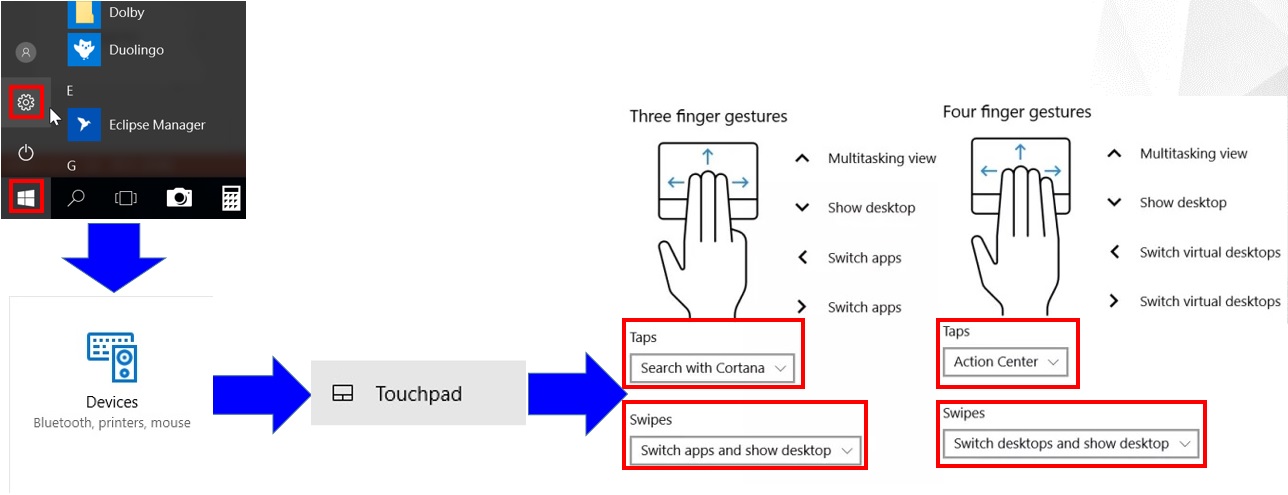 Dolby
Duolingo
E
Eclipse Manager
G
Devices
Bluetooth, printers, mouse
Touchpad
Three finger gestures
Multitasking view
Show desktop
Switch apps
Switch apps
Taps
Search with Cortana
Swipes
Switch apps and show desktop
Four finger gestures
Multitasking view
Show desktop
Switch virtual desktops
Switch virtual desktops
Taps
Action Center
Swipes
Switch desktops and show desktop